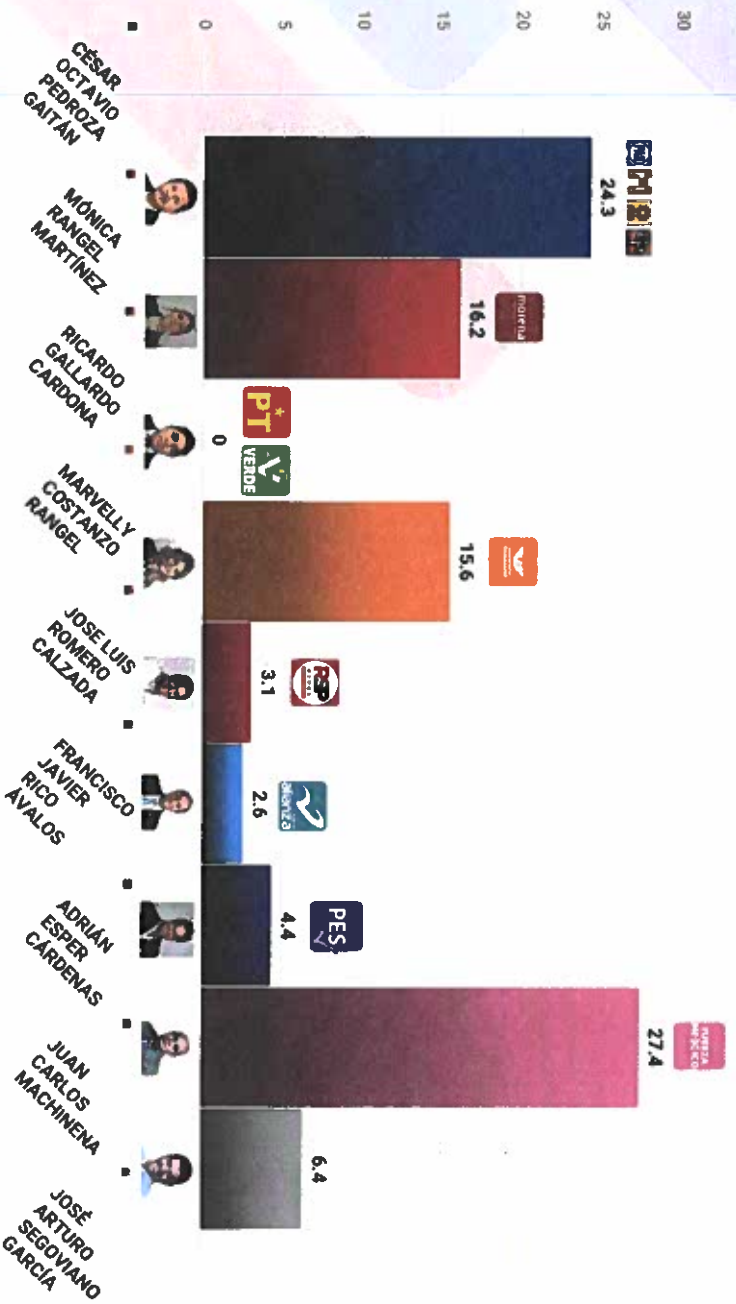 30
25
20
15
10
5
0
24.3
morena
16.2
PT
VERDE
0
15.6
RSP
3.1
alianza
2.6
PES
4.4
FUERZA
MÉXICO
27.4
6.4
CÉSAR
OCTAVIO
PEDROZA
GAITÁN
MÓNICA
RANGEL
MARTÍNEZ
RICARDO
GALLARDO
CARDONA
MARVELLY
COSTANZO
RANGEL
JOSE LUIS
ROMERO
CALZADA
FRANCISCO
JAVIER
RICO
ÁVALOS
ADRIÁN
ESPER
CÁRDENAS
JUAN
CARLOS
MACHINENA
JOSÉ
ARTURO
SEGOVIANO
GARCÍA